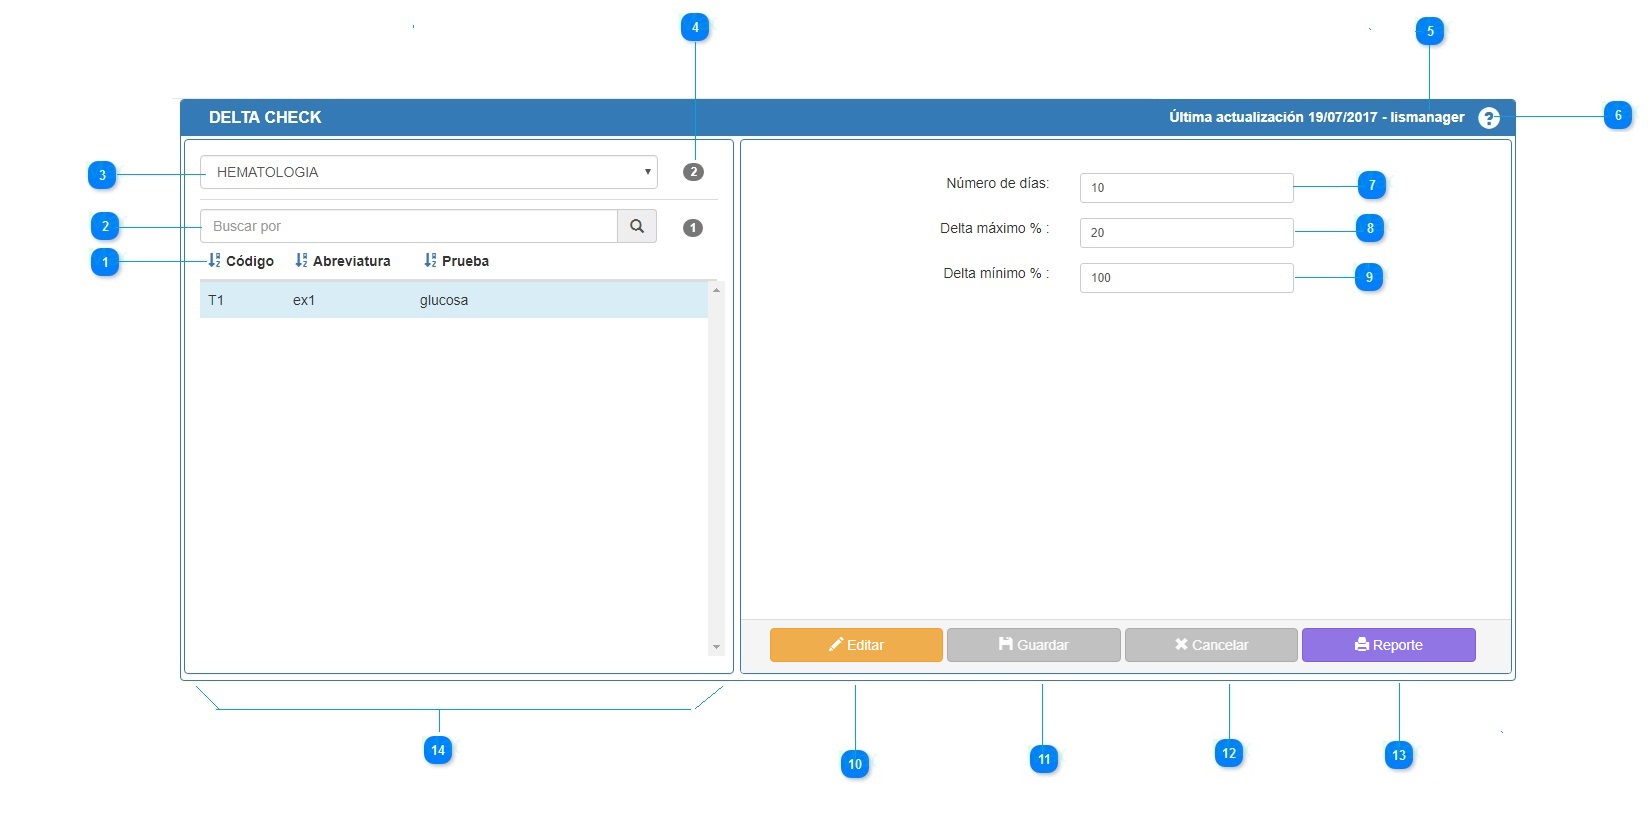 4
5
DELTA CHECK
Última actualización 19/07/2017 - lismanager
?
6
3
HEMATOLOGIA
2
Número de días:
10
7
2
Buscar por
1
Delta máximo % :
20
8
1
Código Abreviatura Prueba
Delta mínimo % :
100
9
T1 ex1 glucosa
Editar
Guardar
Cancelar
Reporte
14
10
11
12
13